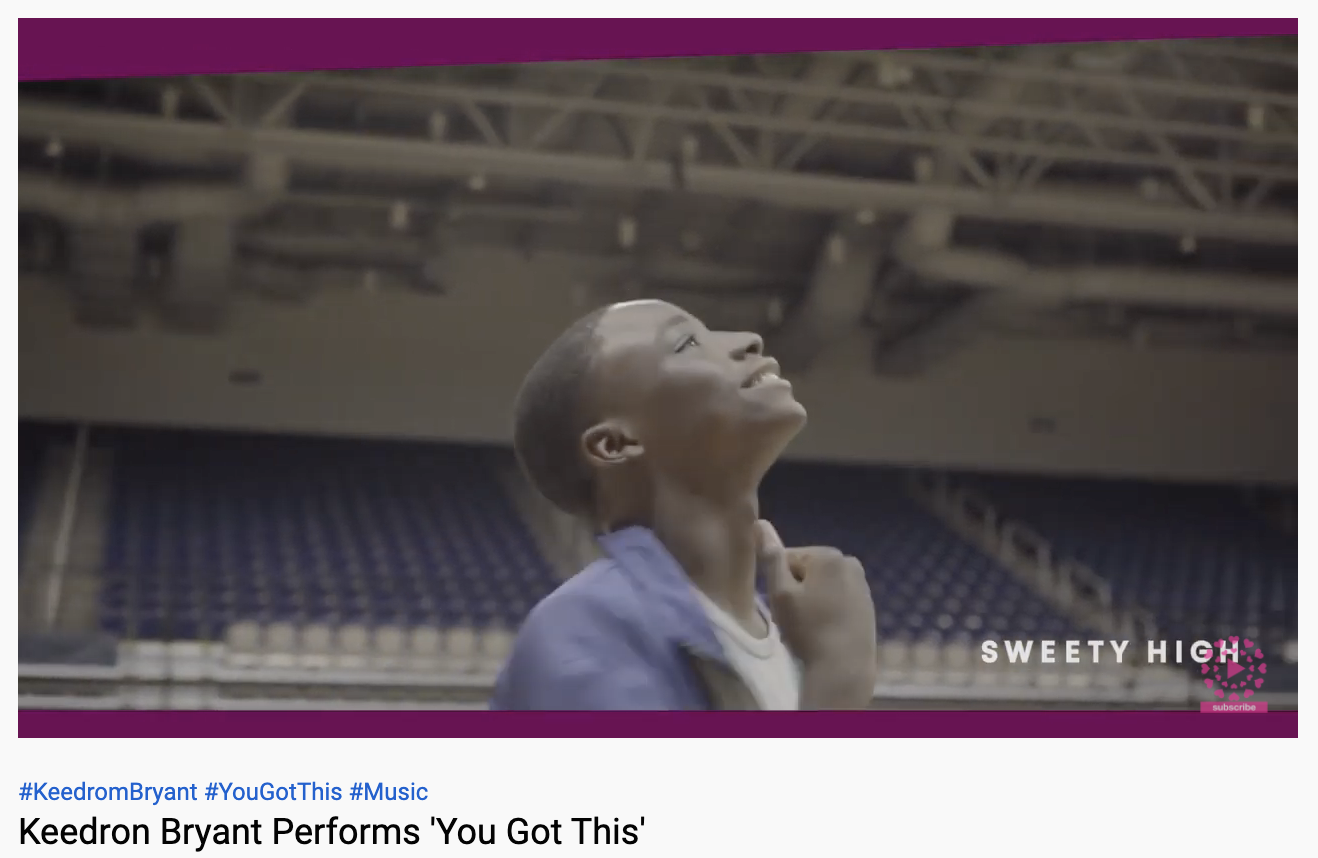 SWEETY HIGH
subscribe
#KeedromBryant #YouGotThis #Music
Keedron Bryant Performs 'You Got This'